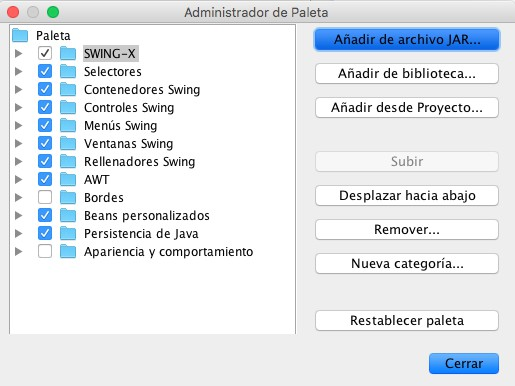 Administrador de Paleta
Paleta
SWING-X
Selectores
Contenedores Swing
Controles Swing
Menús Swing
Ventanas Swing
Rellenadores Swing
AWT
Bordes
Beans personalizados
Persistencia de Java
Apariencia y comportamiento
Añadir de archivo JAR...
Añadir de biblioteca...
Añadir desde Proyecto...
Subir
Desplazar hacia abajo
Remover...
Nueva categoría...
Restablecer paleta
Cerrar